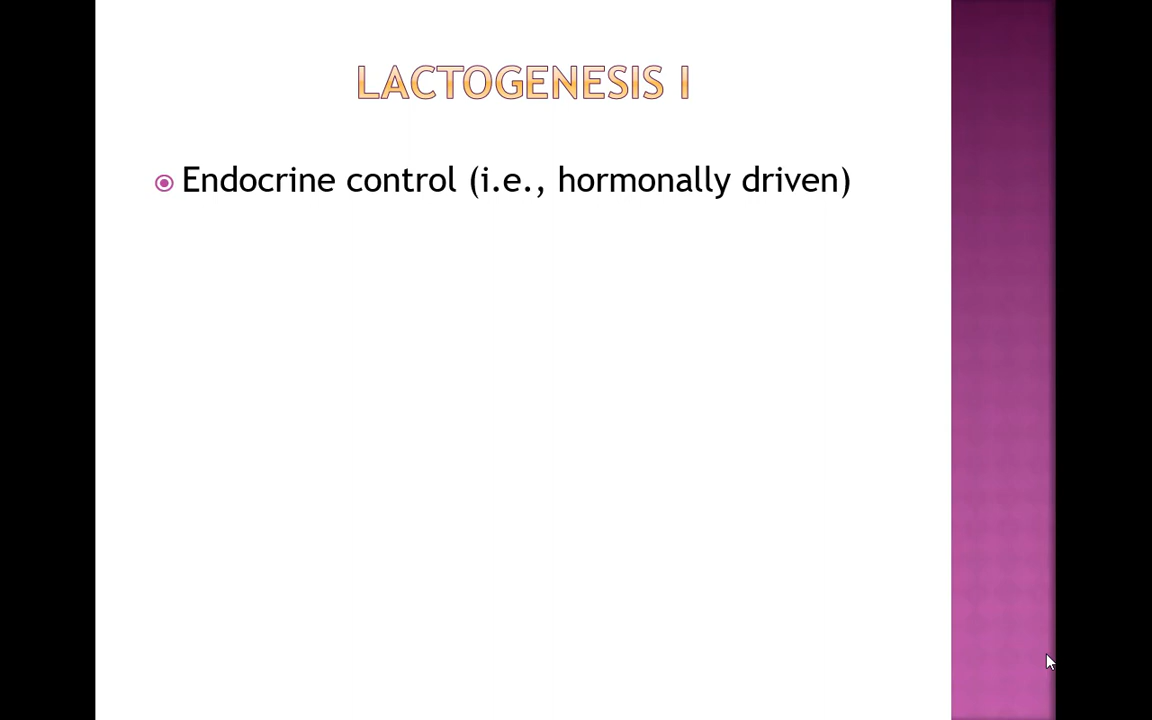 LACTOGENESIS I
Endocrine control (i.e., hormonally driven)